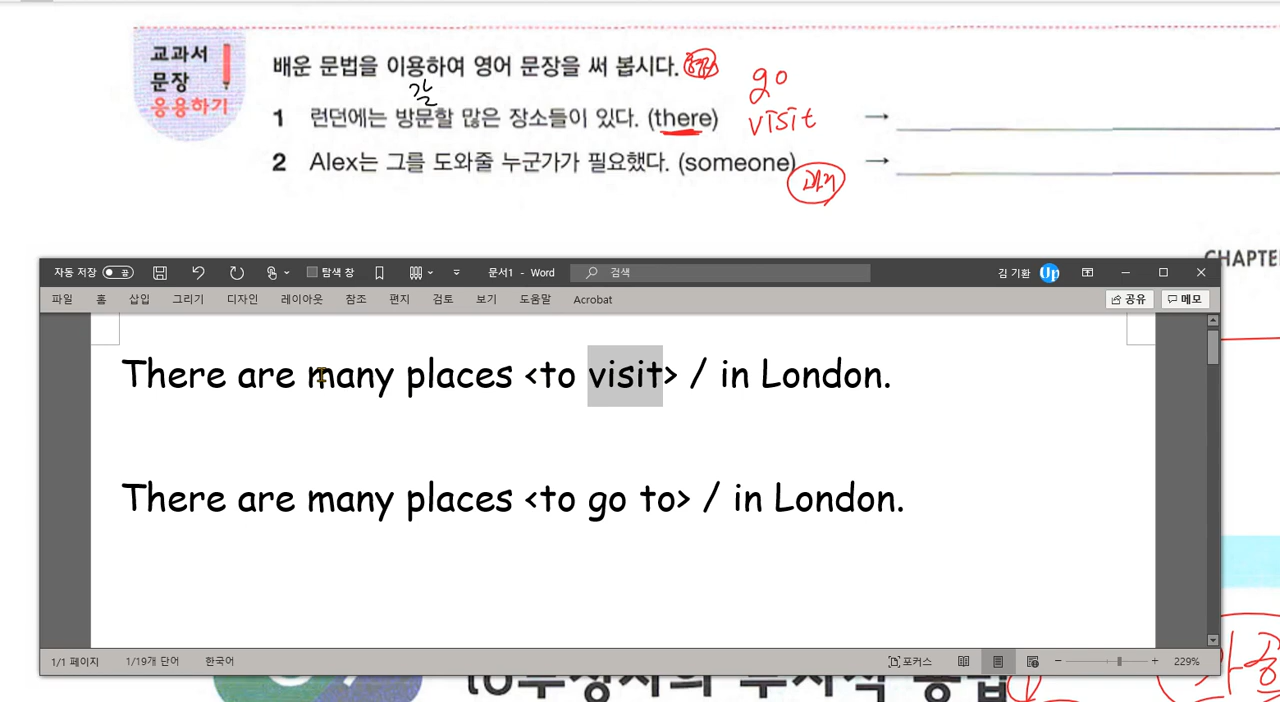 교과서
문장
응용하기
배운 문법을 이용하여 영어 문장을 써 봅시다.
갈
go
1 런던에는 방문할 많은 장소들이 있다. (there) →
visit
2 Alex는 그를 도와줄 누군가가 필요했다. (someone) →
과거
CHAPTE
자동 저장 끔 탐색 창 문서1 - Word 검색 김 기환 Up
파일 홈 삽입 그리기 디자인 레이아웃 참조 편지 검토 보기 도움말 Acrobat 공유 메모
There are many places <to visit> / in London.
There are many places <to go to> / in London.
1/1 페이지 1/19개 단어 한국어 포커스 229%